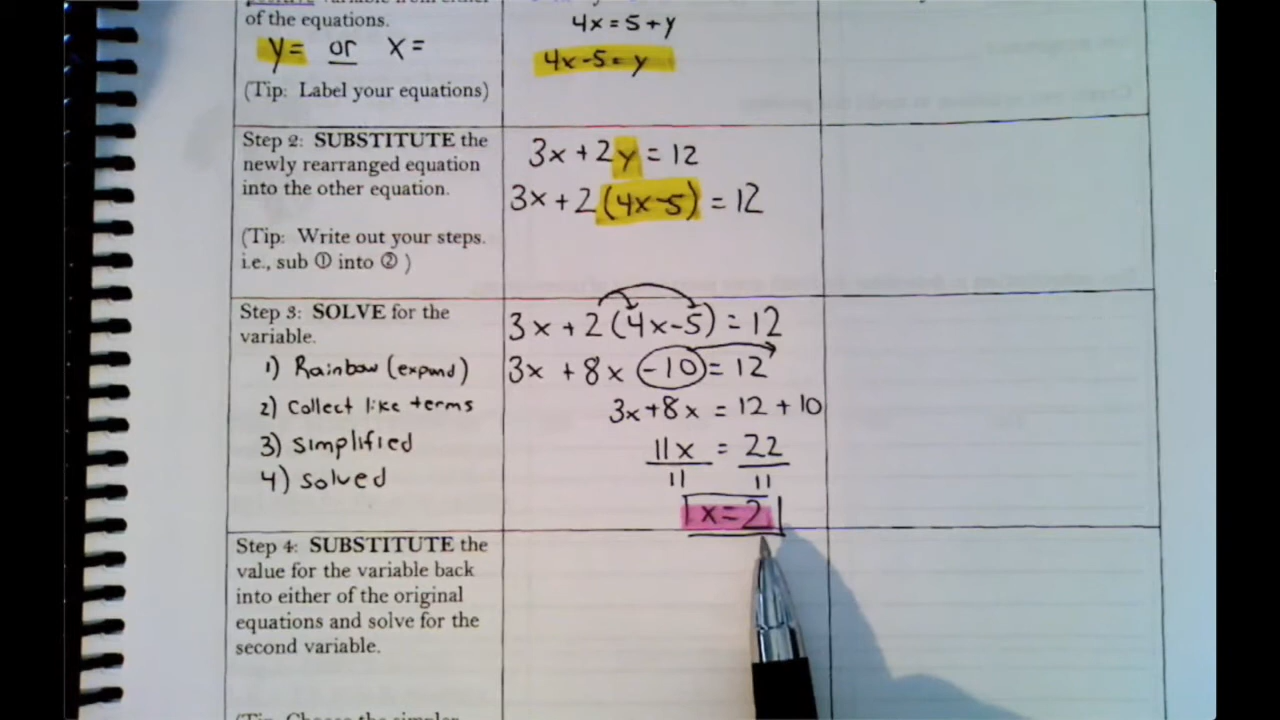 of the equations.
y= or x=
(Tip: Label your equations)
4x=5+y
4x-5=y
Step 2: SUBSTITUTE the
newly rearranged equation
into the other equation.
(Tip: Write out your steps.
i.e., sub ① into ② )
3x+2y=12
3x+2(4x-5)=12
Step 3: SOLVE for the
variable.
1) Rainbow (expand)
2) Collect like terms
3) simplified
4) solved
3x+2(4x-5)=12
3x+8x-10=12
3x+8x=12+10
11x = 22
11 11
x=2
Step 4: SUBSTITUTE the
value for the variable back
into either of the original
equations and solve for the
second variable.